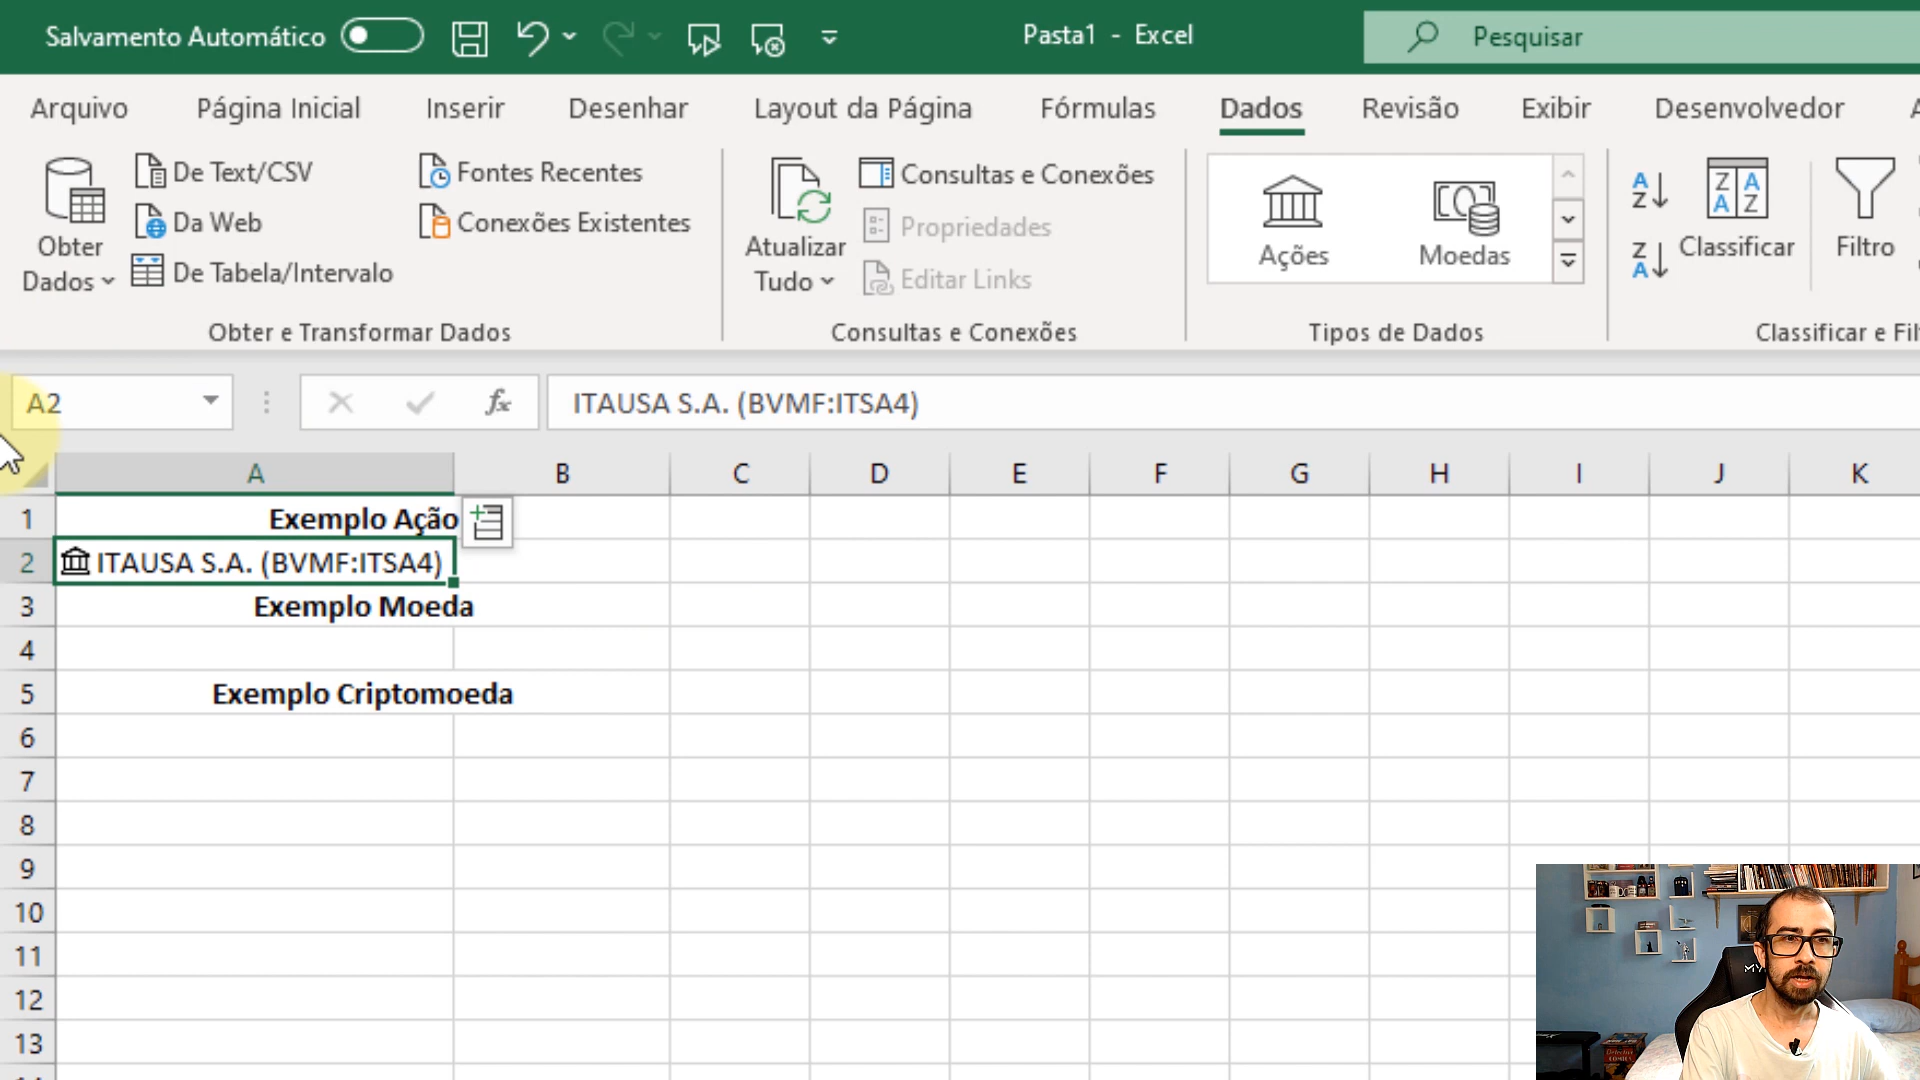 Salvamento Automático
Pasta1 - Excel
Pesquisar
Arquivo Página Inicial Inserir Desenhar Layout da Página Fórmulas Dados Revisão Exibir Desenvolvedor
Obter Dados
De Text/CSV
Da Web
De Tabela/Intervalo
Fontes Recentes
Conexões Existentes
Obter e Transformar Dados
Atualizar Tudo
Consultas e Conexões
Propriedades
Editar Links
Consultas e Conexões
Ações
Moedas
Tipos de Dados
Classificar
Filtro
Classificar e Fil
A2
fx
ITAUSA S.A. (BVMF:ITSA4)
A B C D E F G H I J K
1 Exemplo Ação
2 ITAUSA S.A. (BVMF:ITSA4)
3 Exemplo Moeda
4
5 Exemplo Criptomoeda
6
7
8
9
10
11
12
13